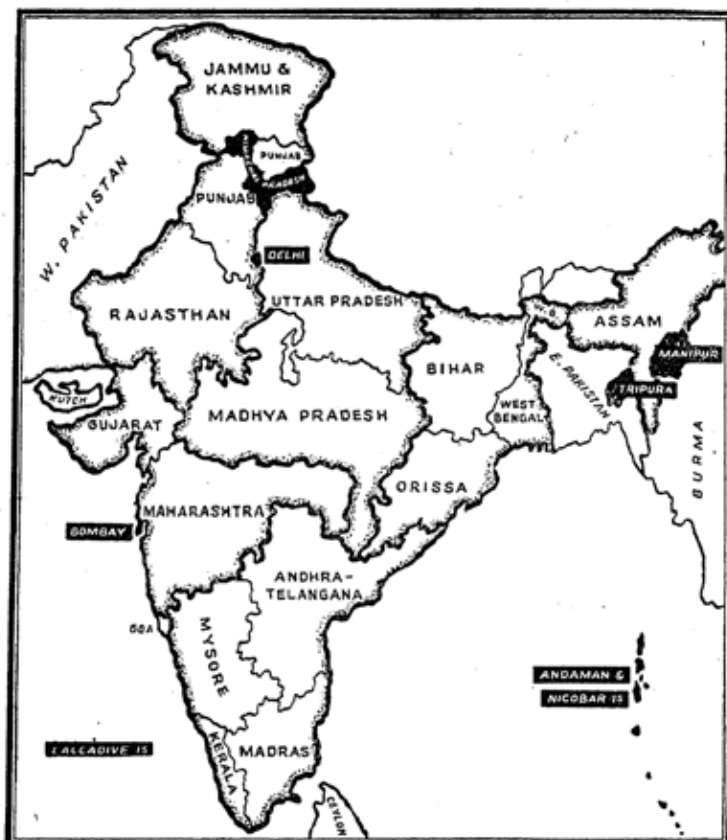 JAMMU &
KASHMIR
PUNJAB
PRADESH
PUNJAB
W. PAKISTAN
DELHI
RAJASTHAN
UTTAR PRADESH
ASSAM
MANIPUR
BIHAR
E. PAKISTAN
TRIPURA
KUTCH
GUJARAT
MADHYA PRADESH
WEST
BENGAL
BURMA
ORISSA
MAHARASHTRA
BOMBAY
ANDHRA-
TELANGANA
GOA
MYSORE
ANDAMAN &
NICOBAR IS
LACCADIVE IS
KERALA
MADRAS
CEYLON